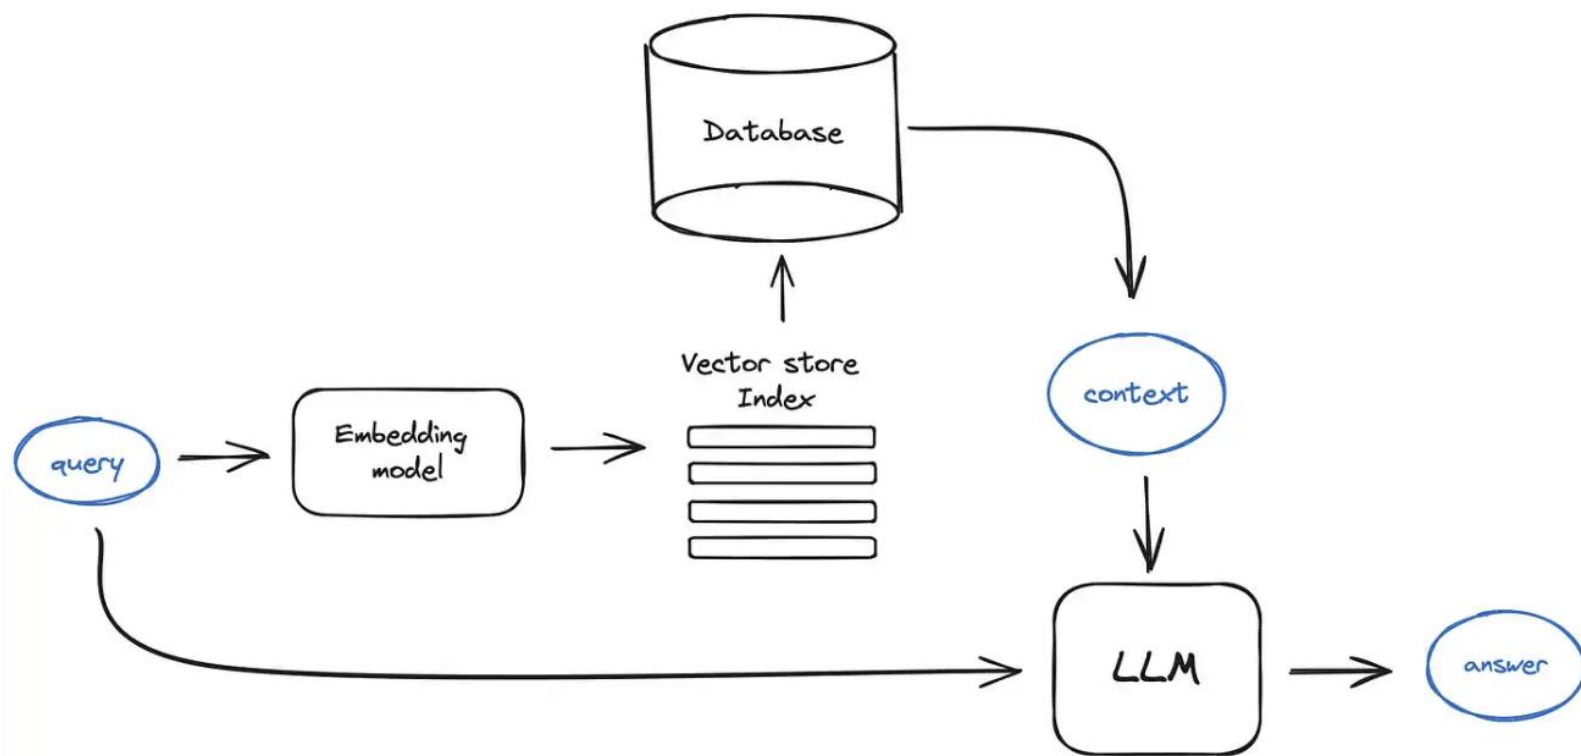 Database
Vector store
Index
context
query
Embedding
model
LLM
answer